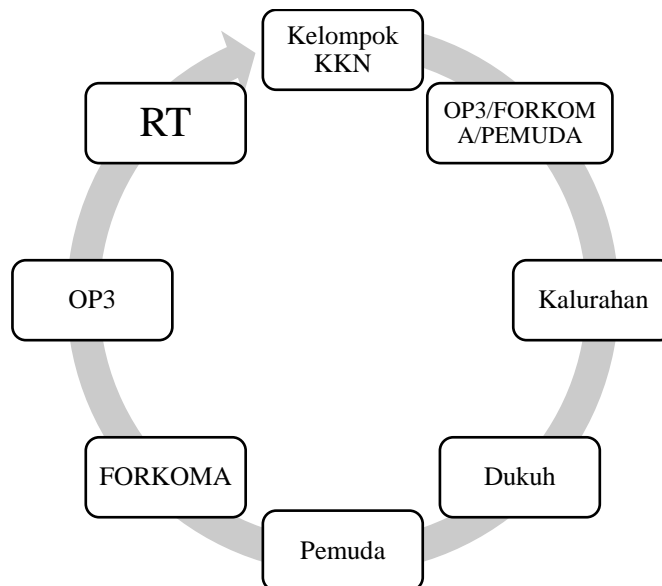 Kelompok
KKN
OP3/FORKOM
A/PEMUDA
Kalurahan
Dukuh
Pemuda
FORKOMA
OP3
RT